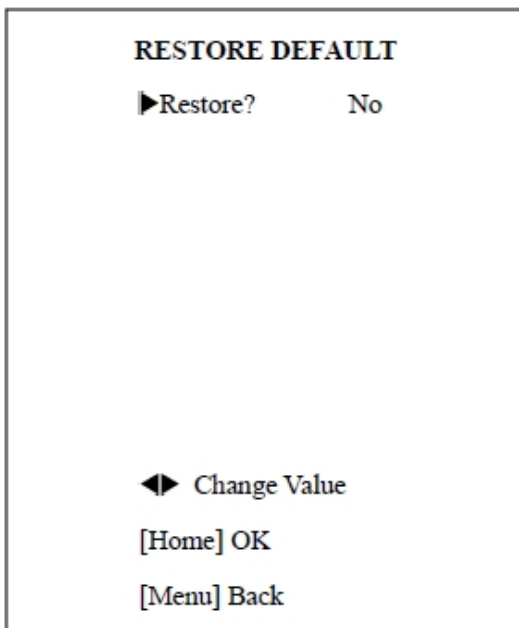 RESTORE DEFAULT
▶Restore? No
◀▶ Change Value
[Home] OK
[Menu] Back